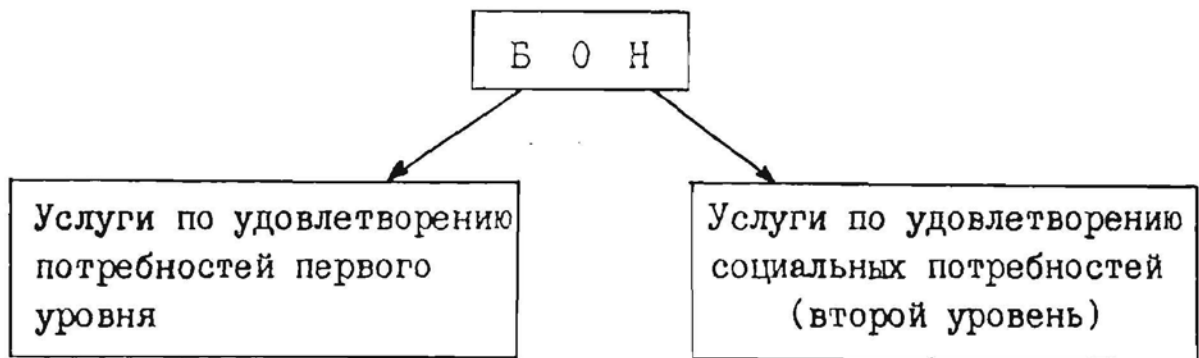 Б О Н
Услуги по удовлетворению
потребностей первого
уровня
Услуги по удовлетворению
социальных потребностей
(второй уровень)